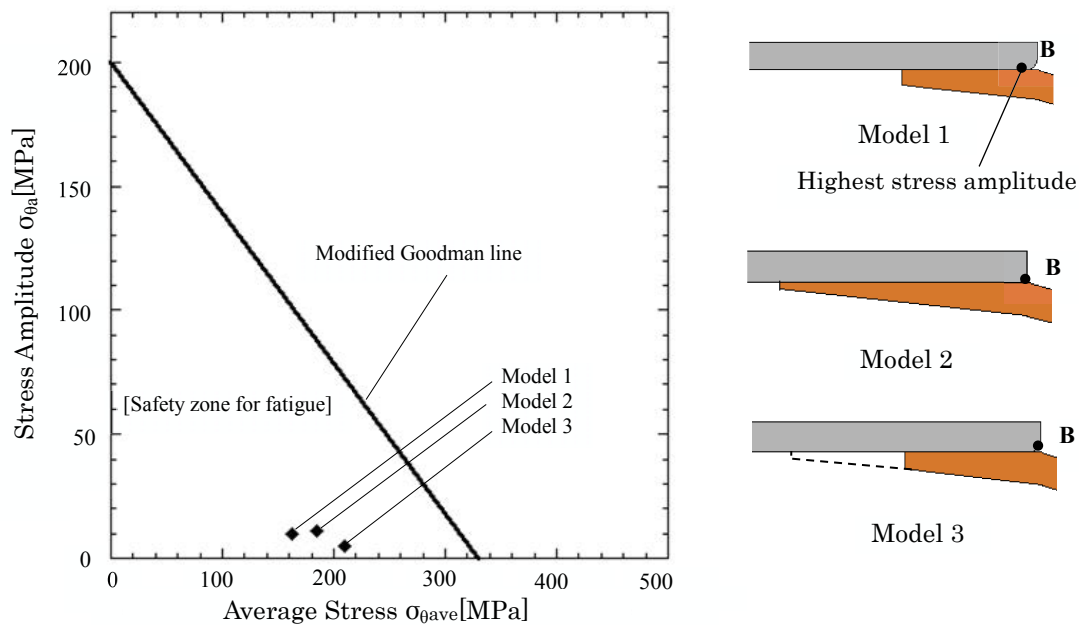 200
150
100
50
0
0
100
200
300
400
500
Stress Amplitude σθa[MPa]
Average Stress σθave[MPa]
Modified Goodman line
[Safety zone for fatigue]
Model 1
Model 2
Model 3
B
Model 1
Highest stress amplitude
B
Model 2
B
Model 3